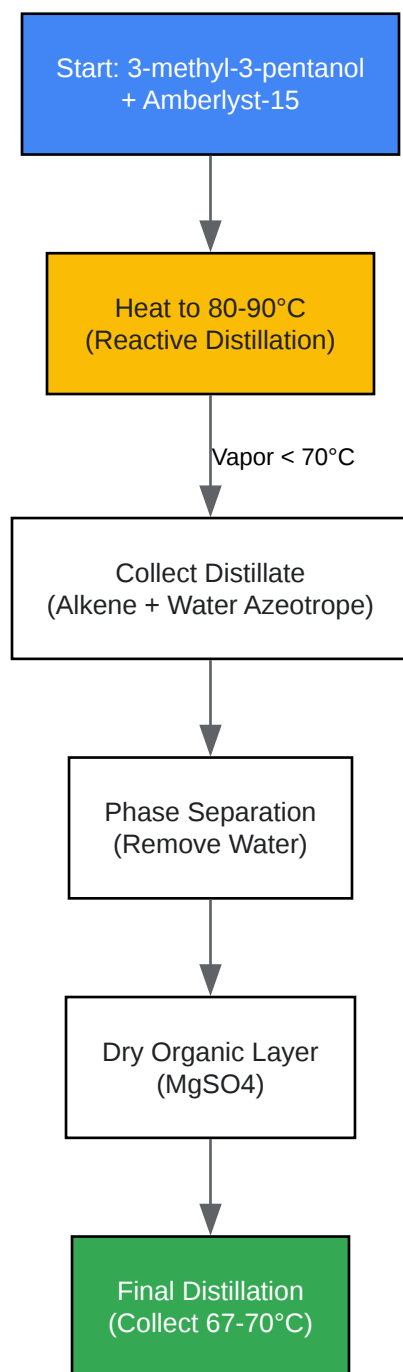 Start: 3-methyl-3-pentanol
+ Amberlyst-15
Heat to 80-90°C
(Reactive Distillation)
Vapor < 70°C
Collect Distillate
(Alkene + Water Azeotrope)
Phase Separation
(Remove Water)
Dry Organic Layer
(MgSO4)
Final Distillation
(Collect 67-70°C)